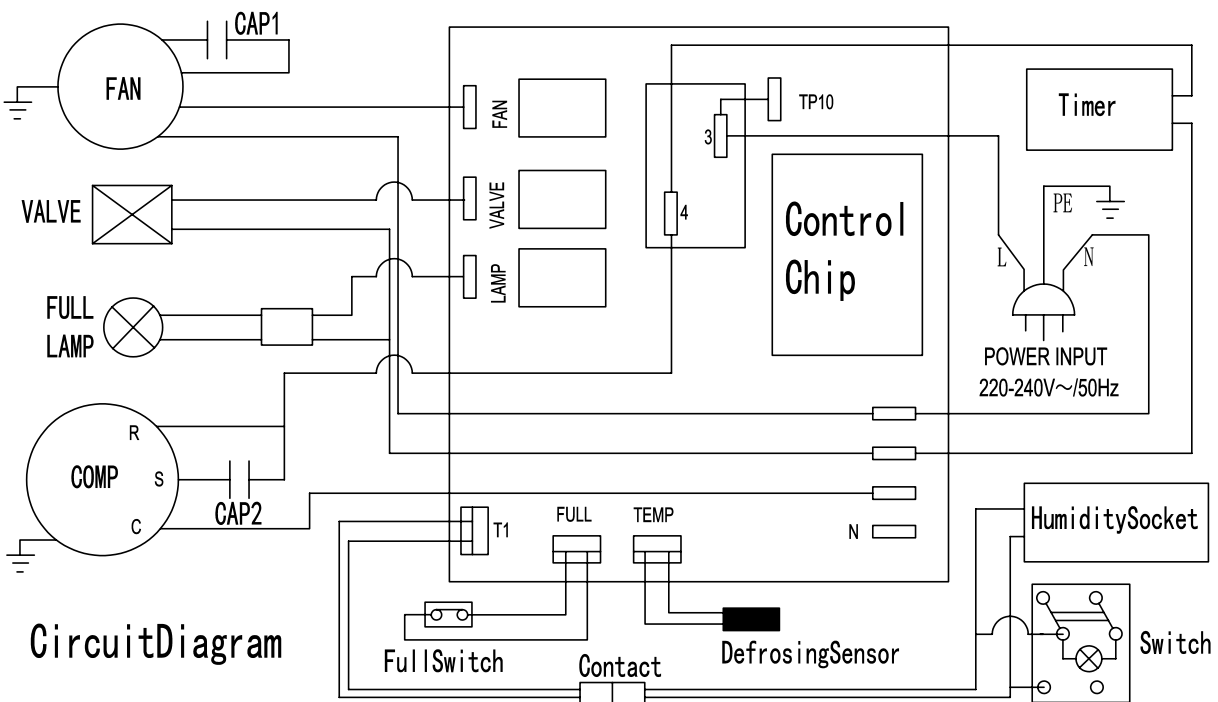 CAP1
FAN
FAN
TP10
Timer
3
VALVE
VALVE
4
Control
Chip
PE
L
N
FULL
LAMP
LAMP
POWER INPUT
220-240V～/50Hz
R
COMP
S
CAP2
C
T1
FULL
TEMP
N
HumiditySocket
CircuitDiagram
FullSwitch
Contact
DefrosingSensor
Switch